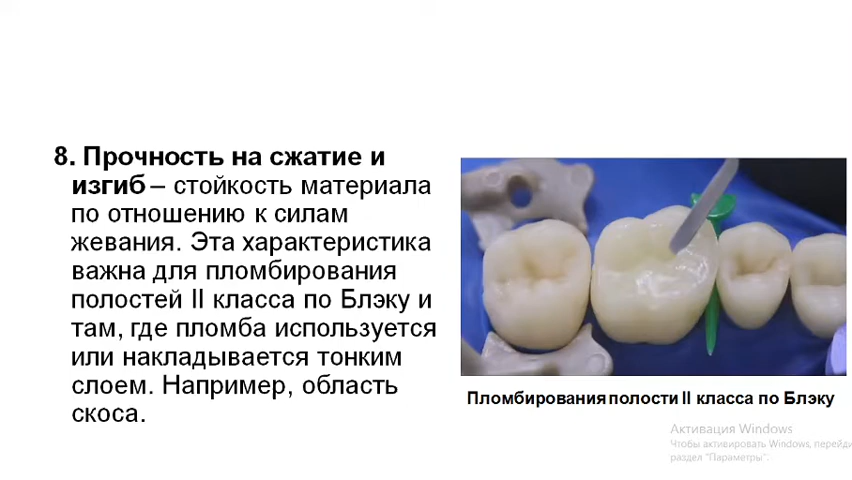 8. Прочность на сжатие и
изгиб – стойкость материала
по отношению к силам
жевания. Эта характеристика
важна для пломбирования
полостей II класса по Блэку и
там, где пломба используется
или накладывается тонким
слоем. Например, область
скоса.
Пломбирования полости II класса по Блэку
Активация Windows
Чтобы активировать Windows, перейди
раздел "Параметры".